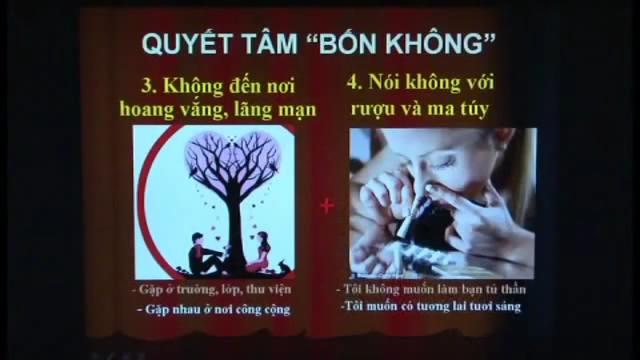 QUYẾT TÂM “BỐN KHÔNG”
3. Không đến nơi
hoang vắng, lãng mạn
4. Nói không với
rượu và ma túy
+
- Gặp ở trường, lớp, thư viện
- Gặp nhau ở nơi công cộng
- Tôi không muốn làm bạn tú thần
-Tôi muốn có tương lai tươi sáng